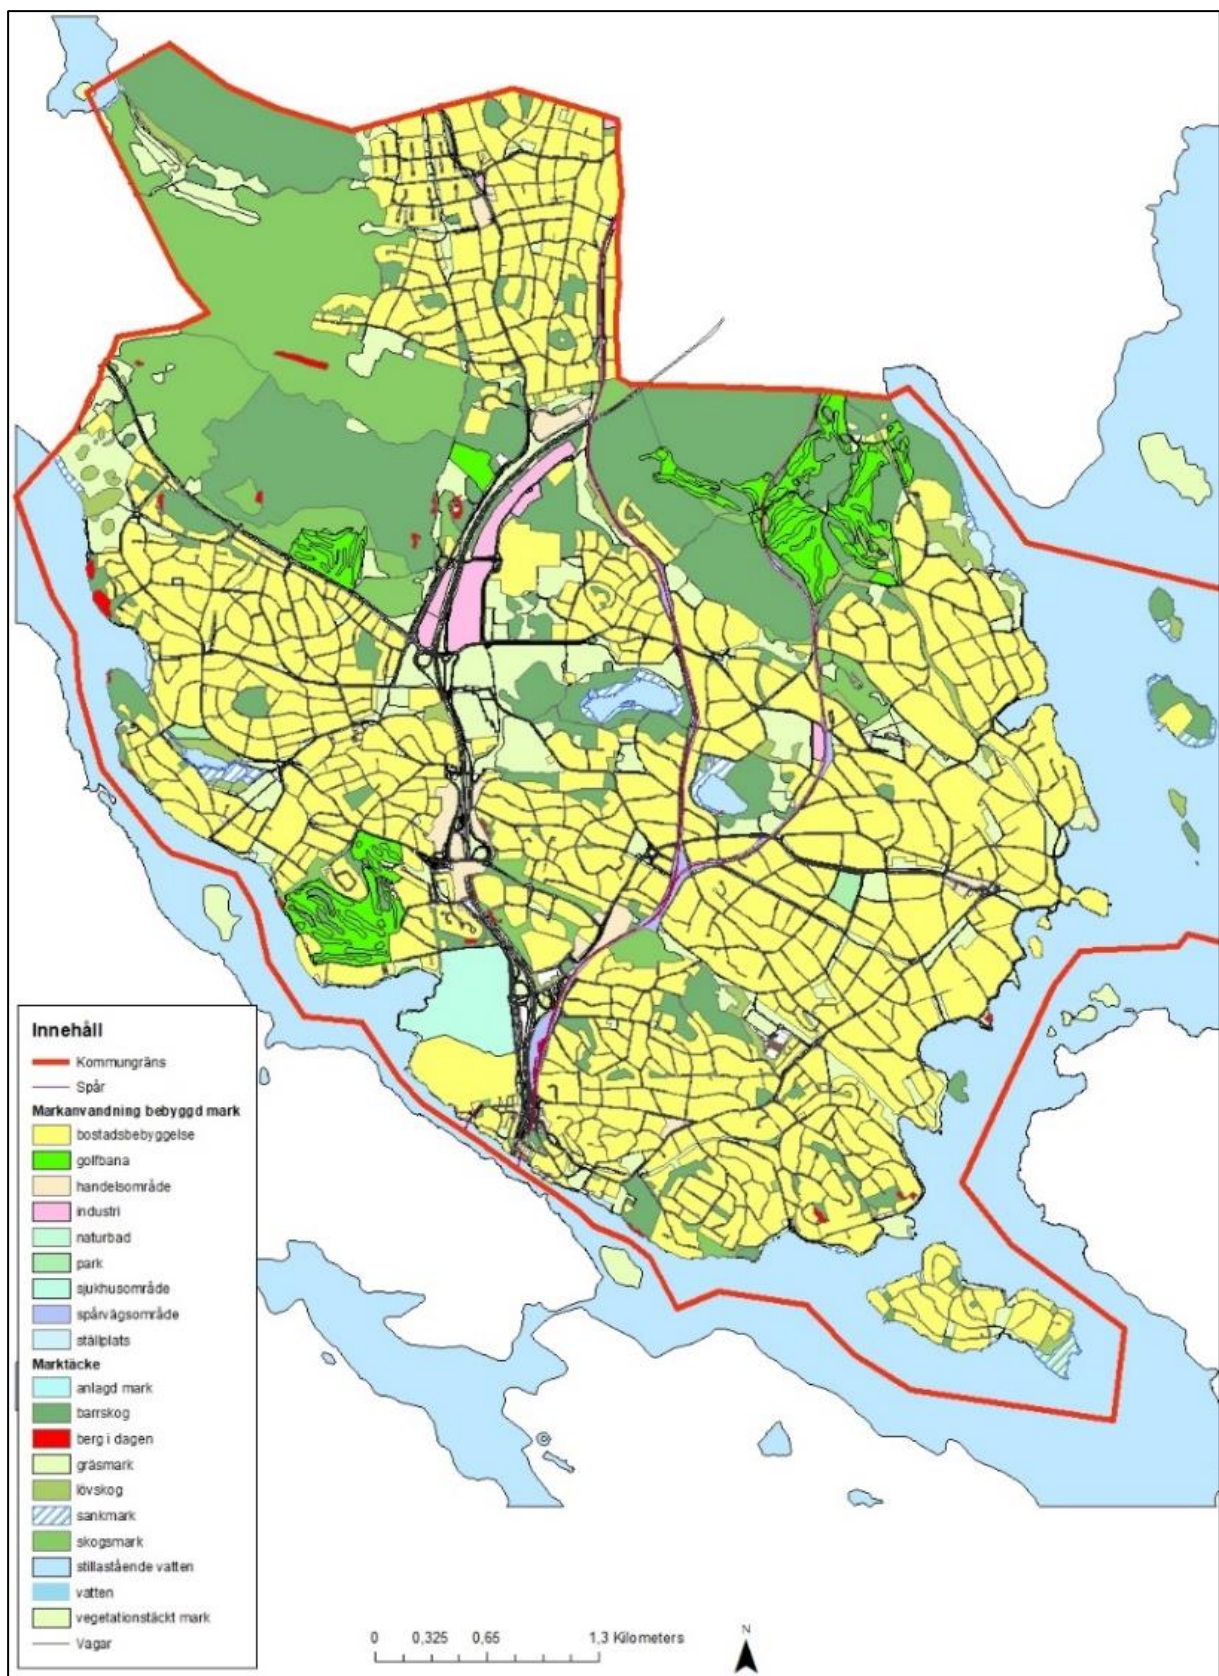 Innehåll
Kommungräns
Spår
Markanvandning bebyggd mark
bostadsbebyggelse
golfbana
handelsområde
industri
naturbad
park
sjukhusområde
spårvägsområde
ställplats
Marktäcke
anlagd mark
barrskog
berg i dagen
gräsmark
lövskog
sankmark
skogsmark
stillastående vatten
vatten
vegetationstäckt mark
Vagar
0 0,325 0,65 1,3 Kilometers
N